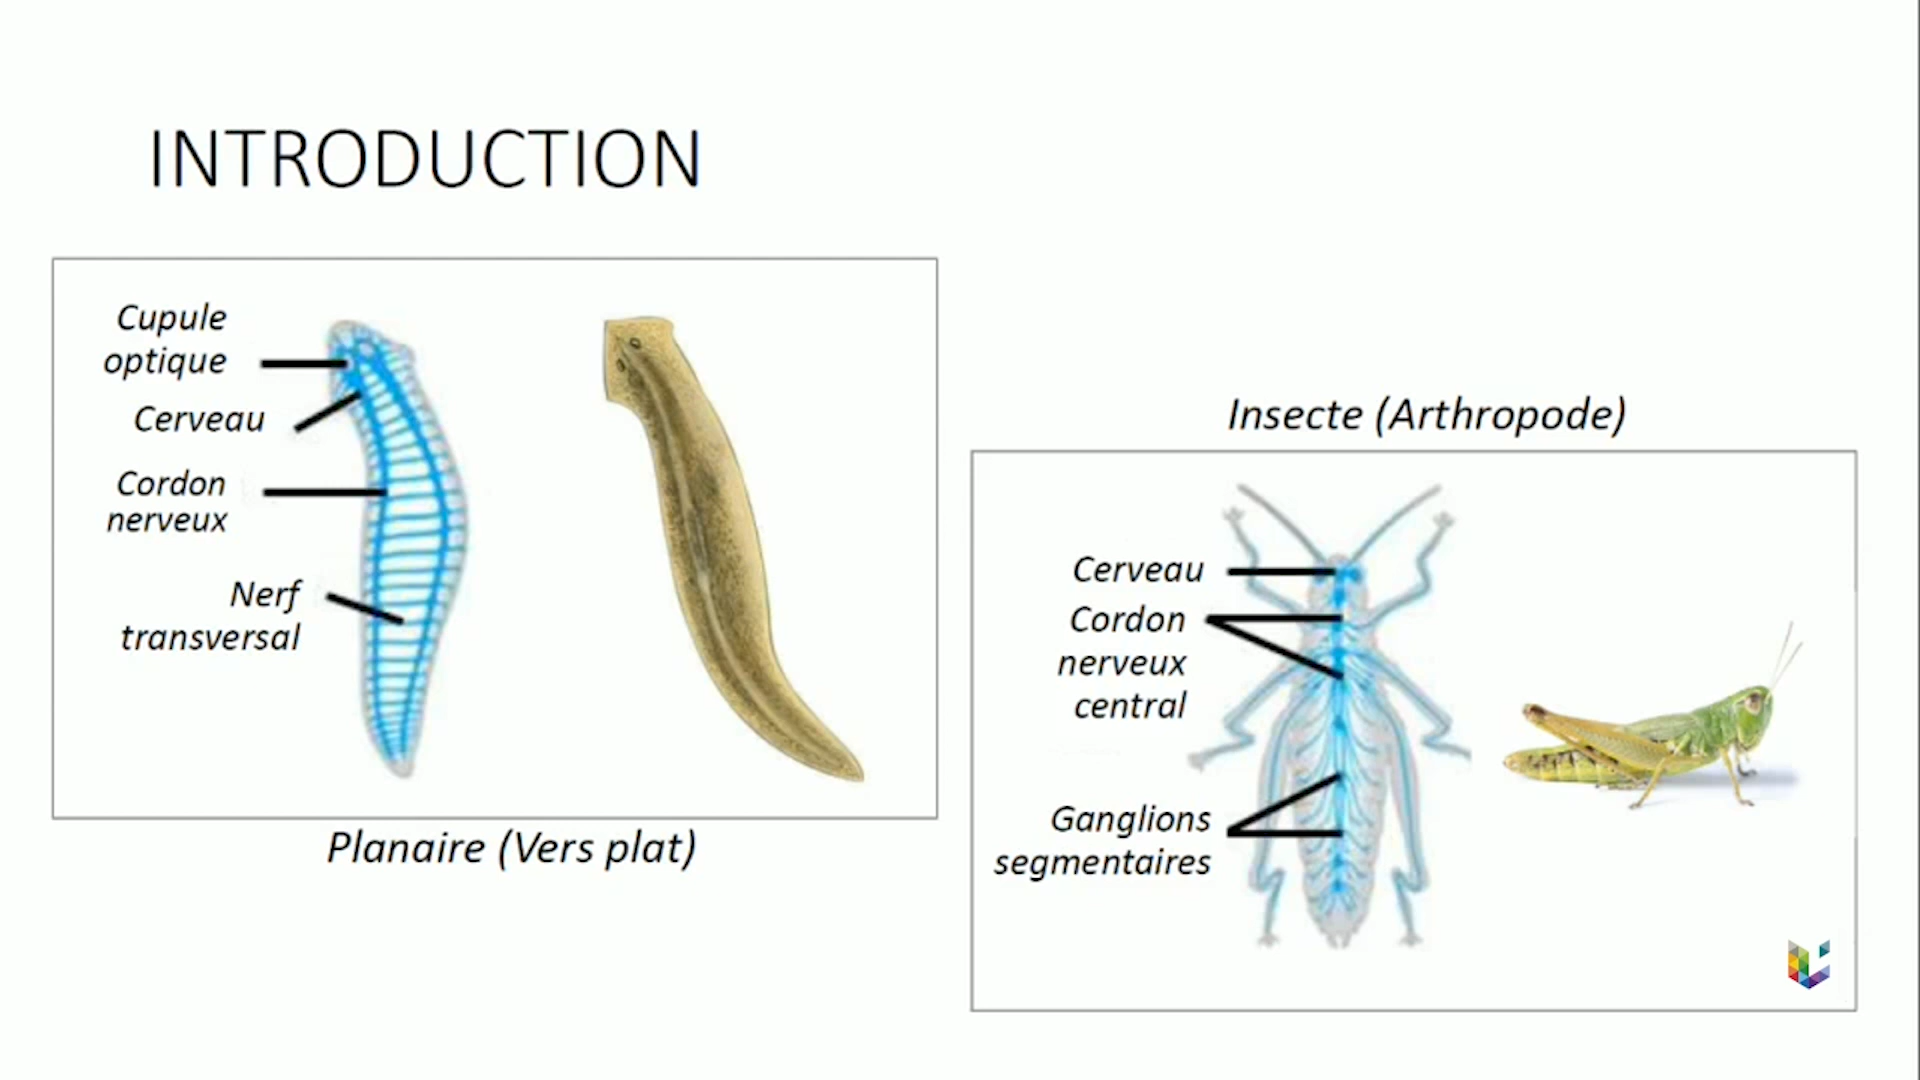 INTRODUCTION
Cupule
optique
Cerveau
Cordon
nerveux
Nerf
transversal
Planaire (Vers plat)
Insecte (Arthropode)
Cerveau
Cordon
nerveux
central
Ganglions
segmentaires